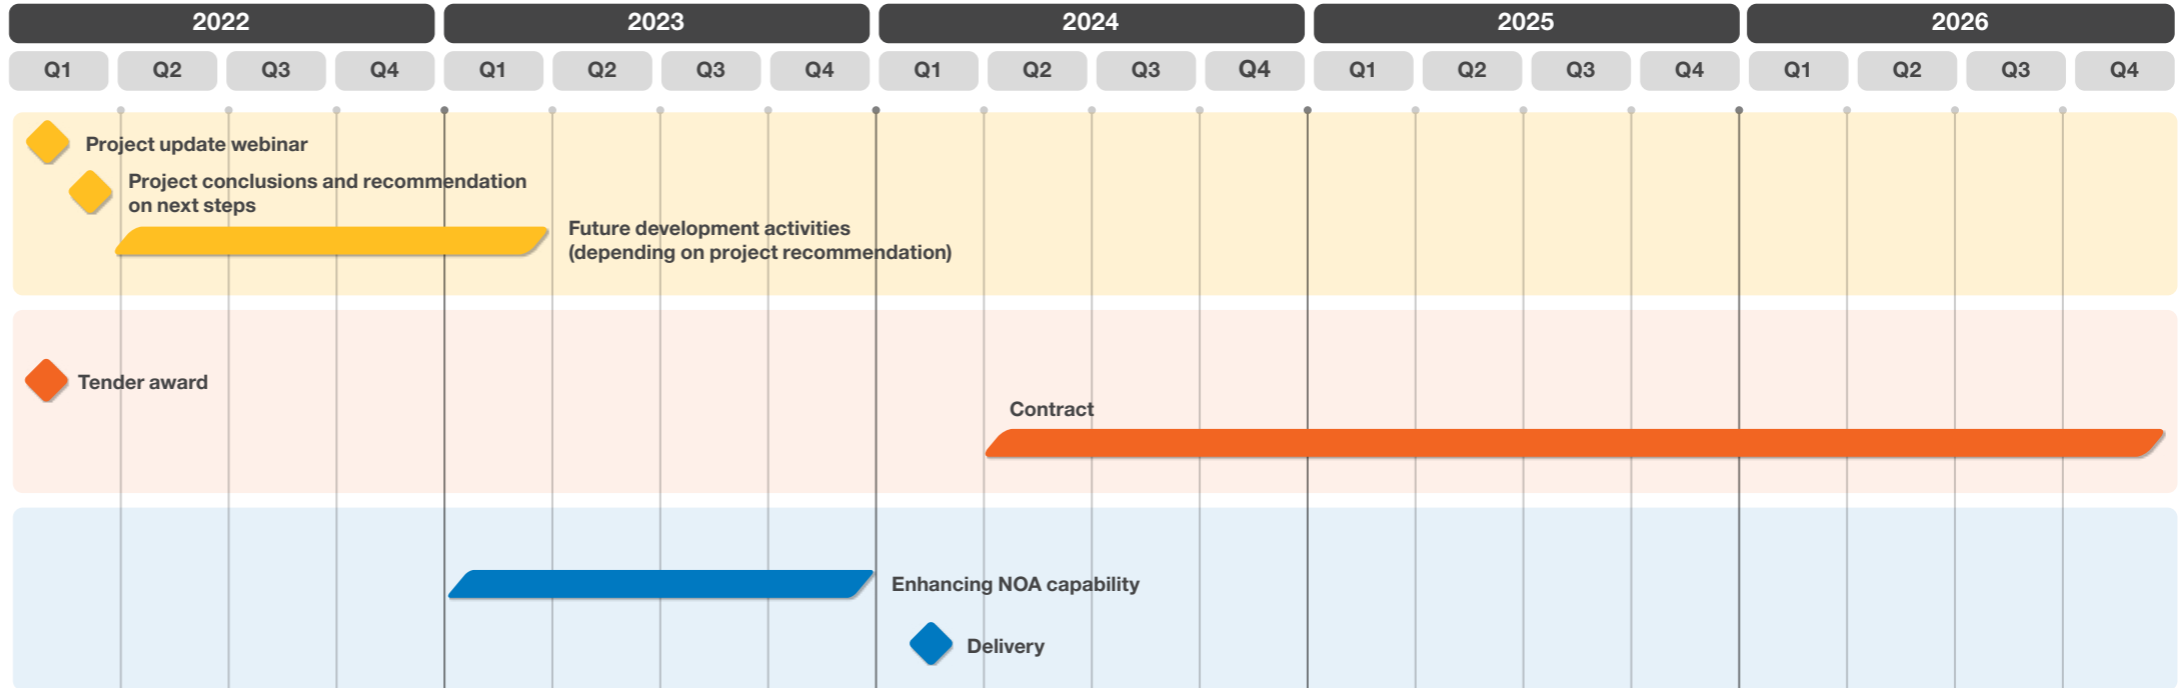 2022 2023 2024 2025 2026
Q1 Q2 Q3 Q4 Q1 Q2 Q3 Q4 Q1 Q2 Q3 Q4 Q1 Q2 Q3 Q4 Q1 Q2 Q3 Q4
Project update webinar
Project conclusions and recommendation
on next steps
Future development activities
(depending on project recommendation)
Tender award
Contract
Enhancing NOA capability
Delivery